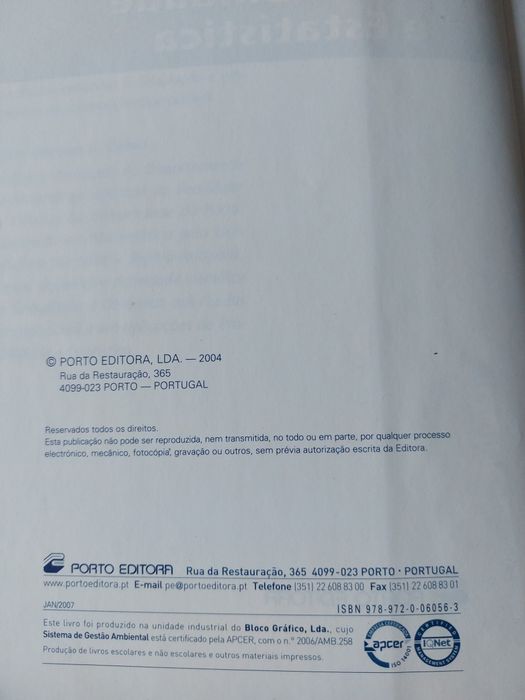 © PORTO EDITORA, LDA. — 2004
Rua da Restauração, 365
4099-023 PORTO — PORTUGAL
Reservados todos os direitos.
Esta publicação não pode ser reproduzida, nem transmitida, no todo ou em parte, por qualquer processo
electrónico, mecânico, fotocópia, gravação ou outros, sem prévia autorização escrita da Editora.
PORTO EDITORA Rua da Restauração, 365 4099-023 PORTO • PORTUGAL
www.portoeditora.pt E-mail pe@portoeditora.pt Telefone (351) 22 608 83 00 Fax (351) 22 608 83 01
JAN/2007
ISBN 978-972-0-06056-3
Este livro foi produzido na unidade industrial do Bloco Gráfico, Lda., cujo
Sistema de Gestão Ambiental está certificado pela APCER, com o n.º 2006/AMB.258
Produção de livros escolares e não escolares e outros materiais impressos.
apcer
ISO 14001
CERTIFIED
IQNet
MANAGEMENT SYSTEM